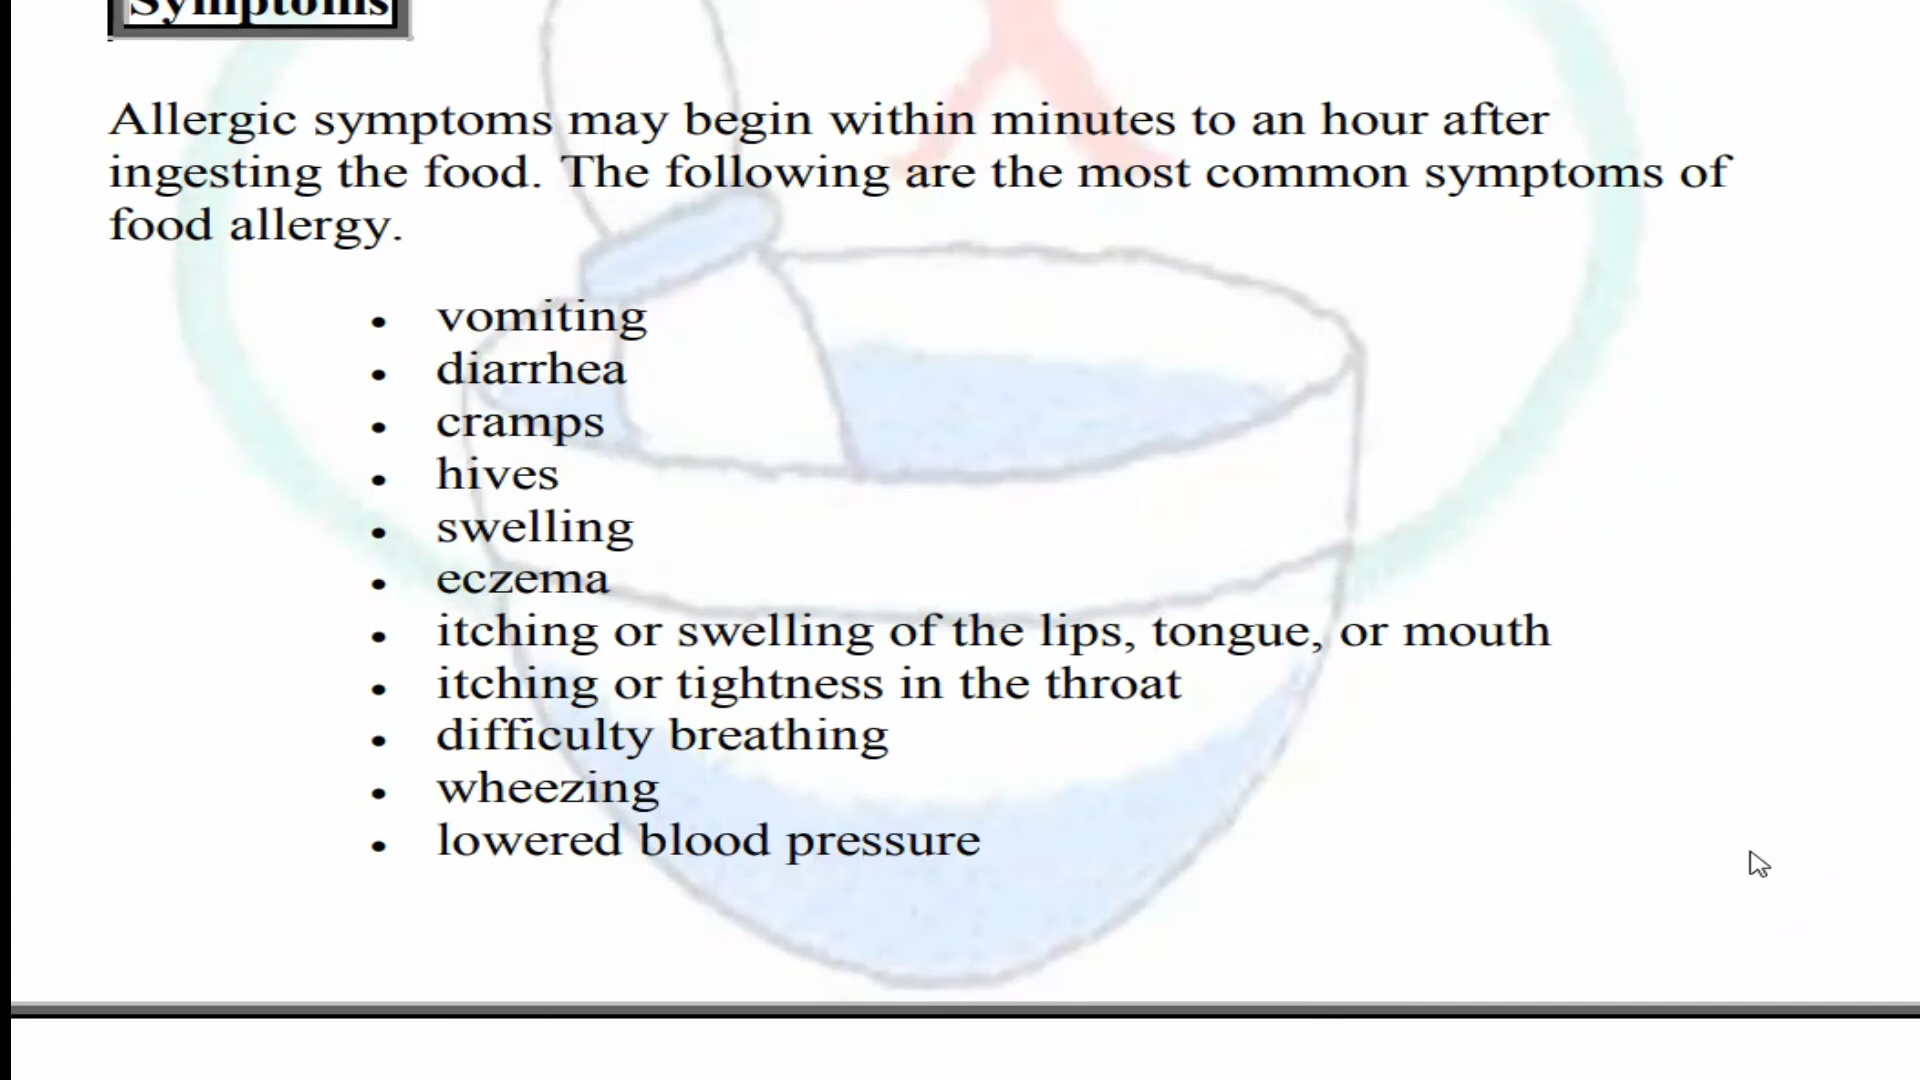 Symptoms
Allergic symptoms may begin within minutes to an hour after
ingesting the food. The following are the most common symptoms of
food allergy.
• vomiting
• diarrhea
• cramps
• hives
• swelling
• eczema
• itching or swelling of the lips, tongue, or mouth
• itching or tightness in the throat
• difficulty breathing
• wheezing
• lowered blood pressure